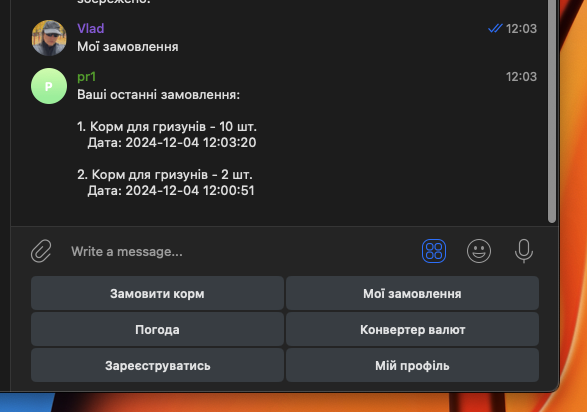 збережено.
Vlad 12:03
Мої замовлення
P
pr1 12:03
Ваші останні замовлення:
1. Корм для гризунів - 10 шт.
Дата: 2024-12-04 12:03:20
2. Корм для гризунів - 2 шт.
Дата: 2024-12-04 12:00:51
Write a message...
Замовити корм
Мої замовлення
Погода
Конвертер валют
Зареєструватись
Мій профіль